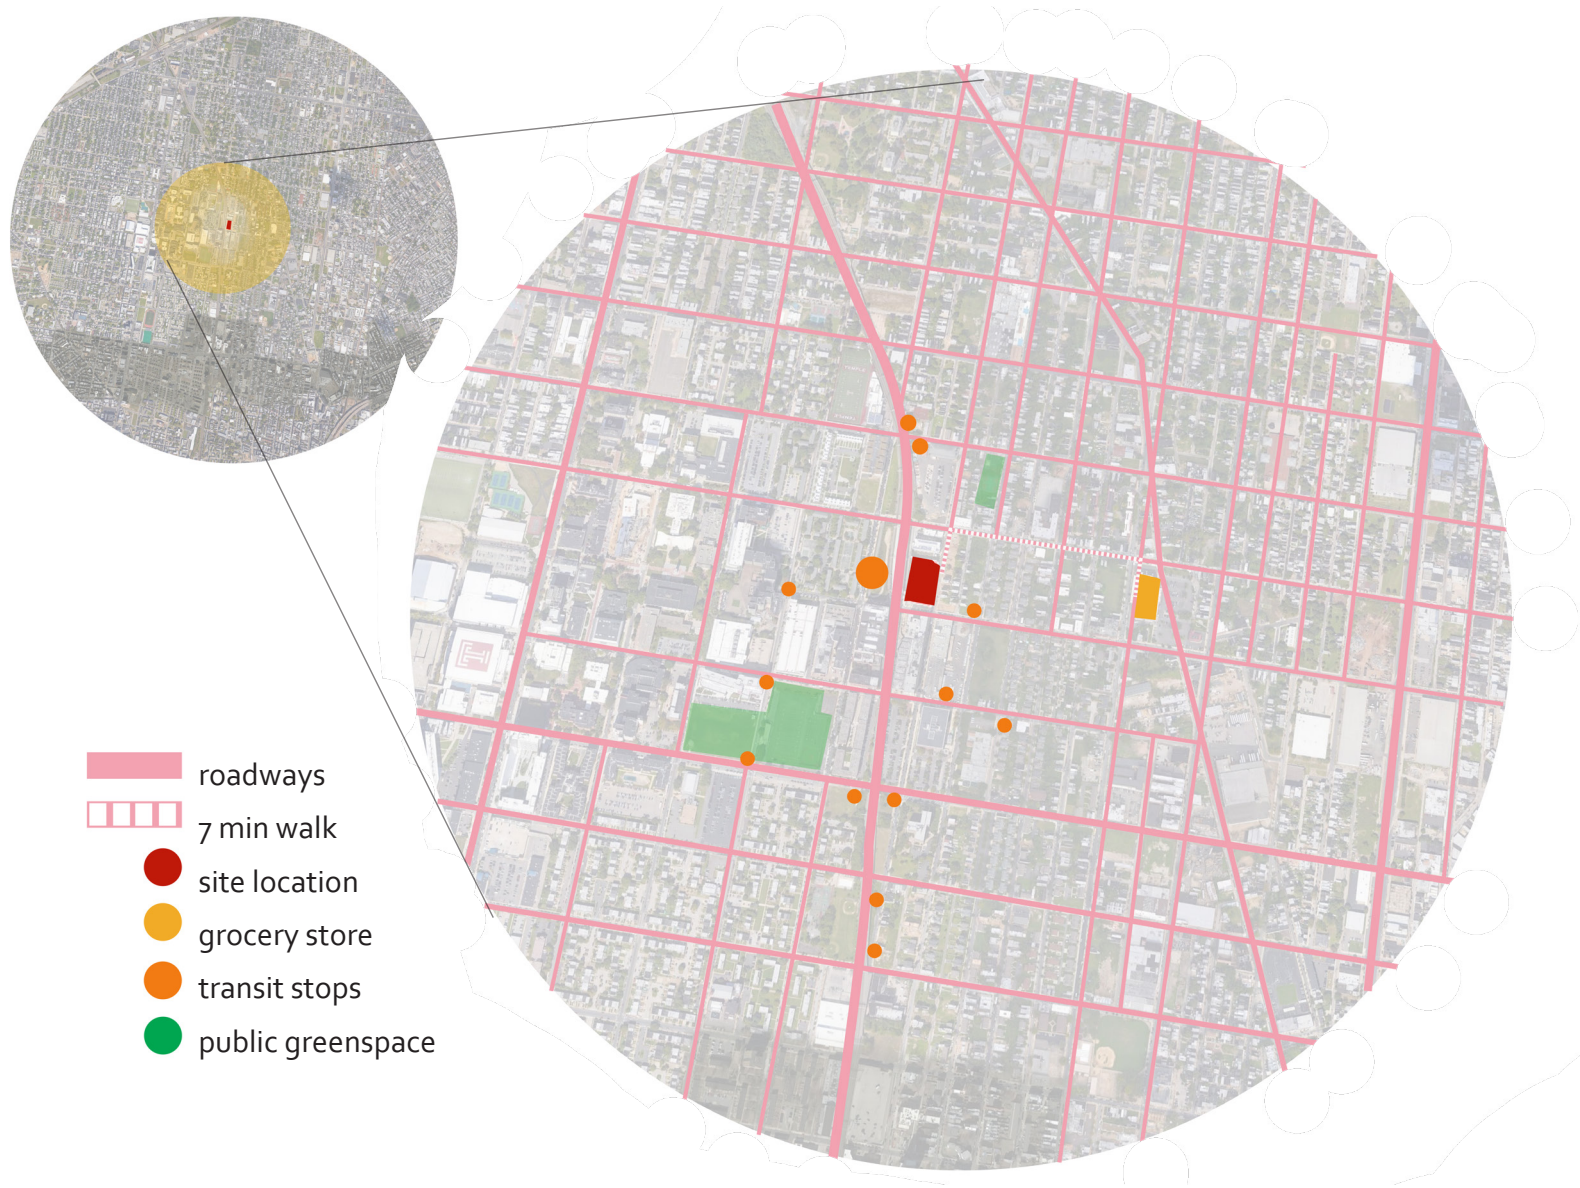 roadways
7 min walk
site location
grocery store
transit stops
public greenspace